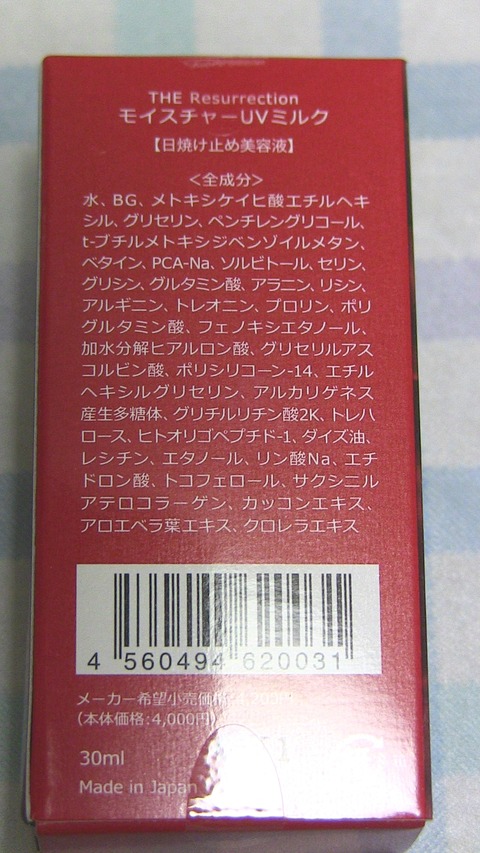 THE Resurrection
モイスチャーUVミルク
【日焼け止め美容液】
＜全成分＞
水、BG、メトキシケイヒ酸エチルヘキ
シル、グリセリン、ペンチレングリコール、
t-ブチルメトキシジベンゾイルメタン、
ベタイン、PCA-Na、ソルビトール、セリン、
グリシン、グルタミン酸、アラニン、リシン、
アルギニン、トレオニン、プロリン、ポリ
グルタミン酸、フェノキシエタノール、
加水分解ヒアルロン酸、グリセリルアス
コルビン酸、ポリシリコーン-14、エチル
ヘキシルグリセリン、アルカリゲネス
産生多糖体、グリチルリチン酸2K、トレハ
ロース、ヒトオリゴペプチド-1、ダイズ油、
レシチン、エタノール、リン酸Na、エチ
ドロン酸、トコフェロール、サクシニル
アテロコラーゲン、カッコンエキス、
アロエベラ葉エキス、クロレラエキス
4 560494 620031
メーカー希望小売価格:
(本体価格:4,000円)
30ml
Made in Japan